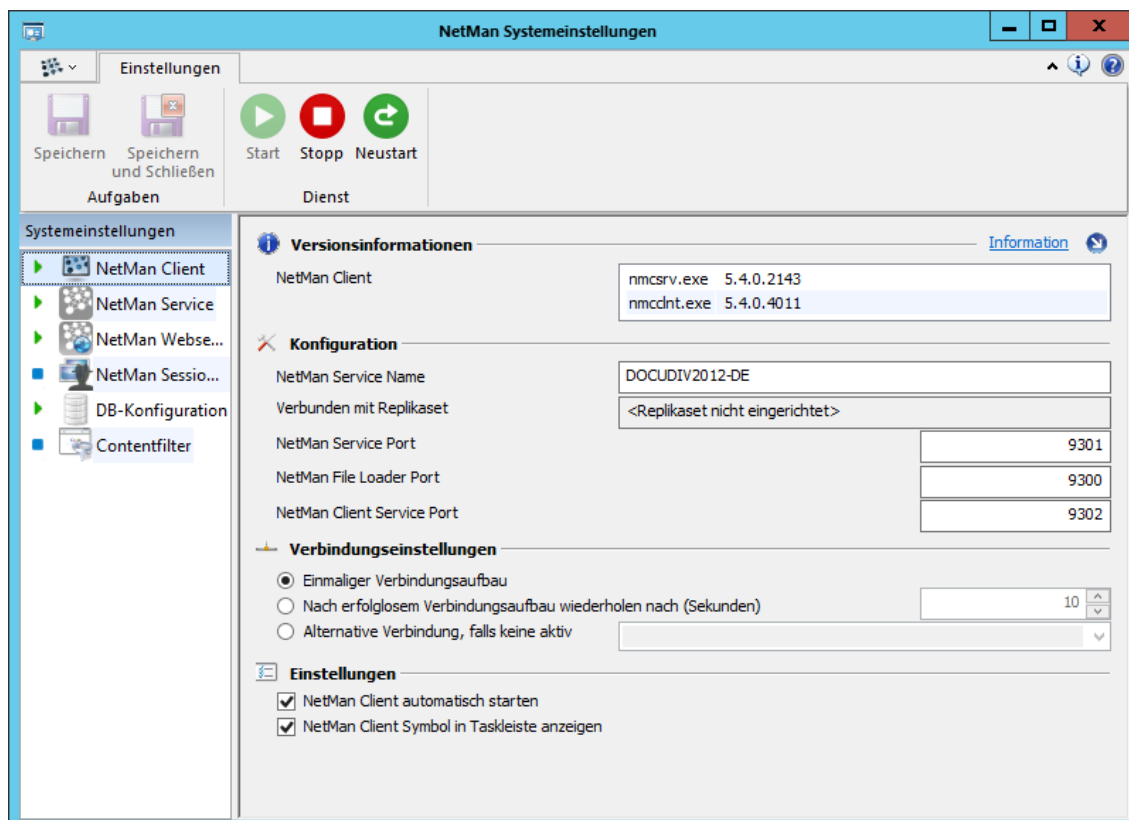 NetMan Systemeinstellungen
Einstellungen
Speichern
Speichern und Schließen
Start
Stopp
Neustart
Aufgaben
Dienst
Systemeinstellungen
NetMan Client
NetMan Service
NetMan Webse...
NetMan Sessio...
DB-Konfiguration
Contentfilter
Versionsinformationen
Information
NetMan Client
nmcsrv.exe 5.4.0.2143
nmcclnt.exe 5.4.0.4011
Konfiguration
NetMan Service Name
DOCUDIV2012-DE
Verbunden mit Replikaset
<Replikaset nicht eingerichtet>
NetMan Service Port
9301
NetMan File Loader Port
9300
NetMan Client Service Port
9302
Verbindungseinstellungen
Einmaliger Verbindungsaufbau
Nach erfolglosem Verbindungsaufbau wiederholen nach (Sekunden)
10
Alternative Verbindung, falls keine aktiv
Einstellungen
NetMan Client automatisch starten
NetMan Client Symbol in Taskleiste anzeigen